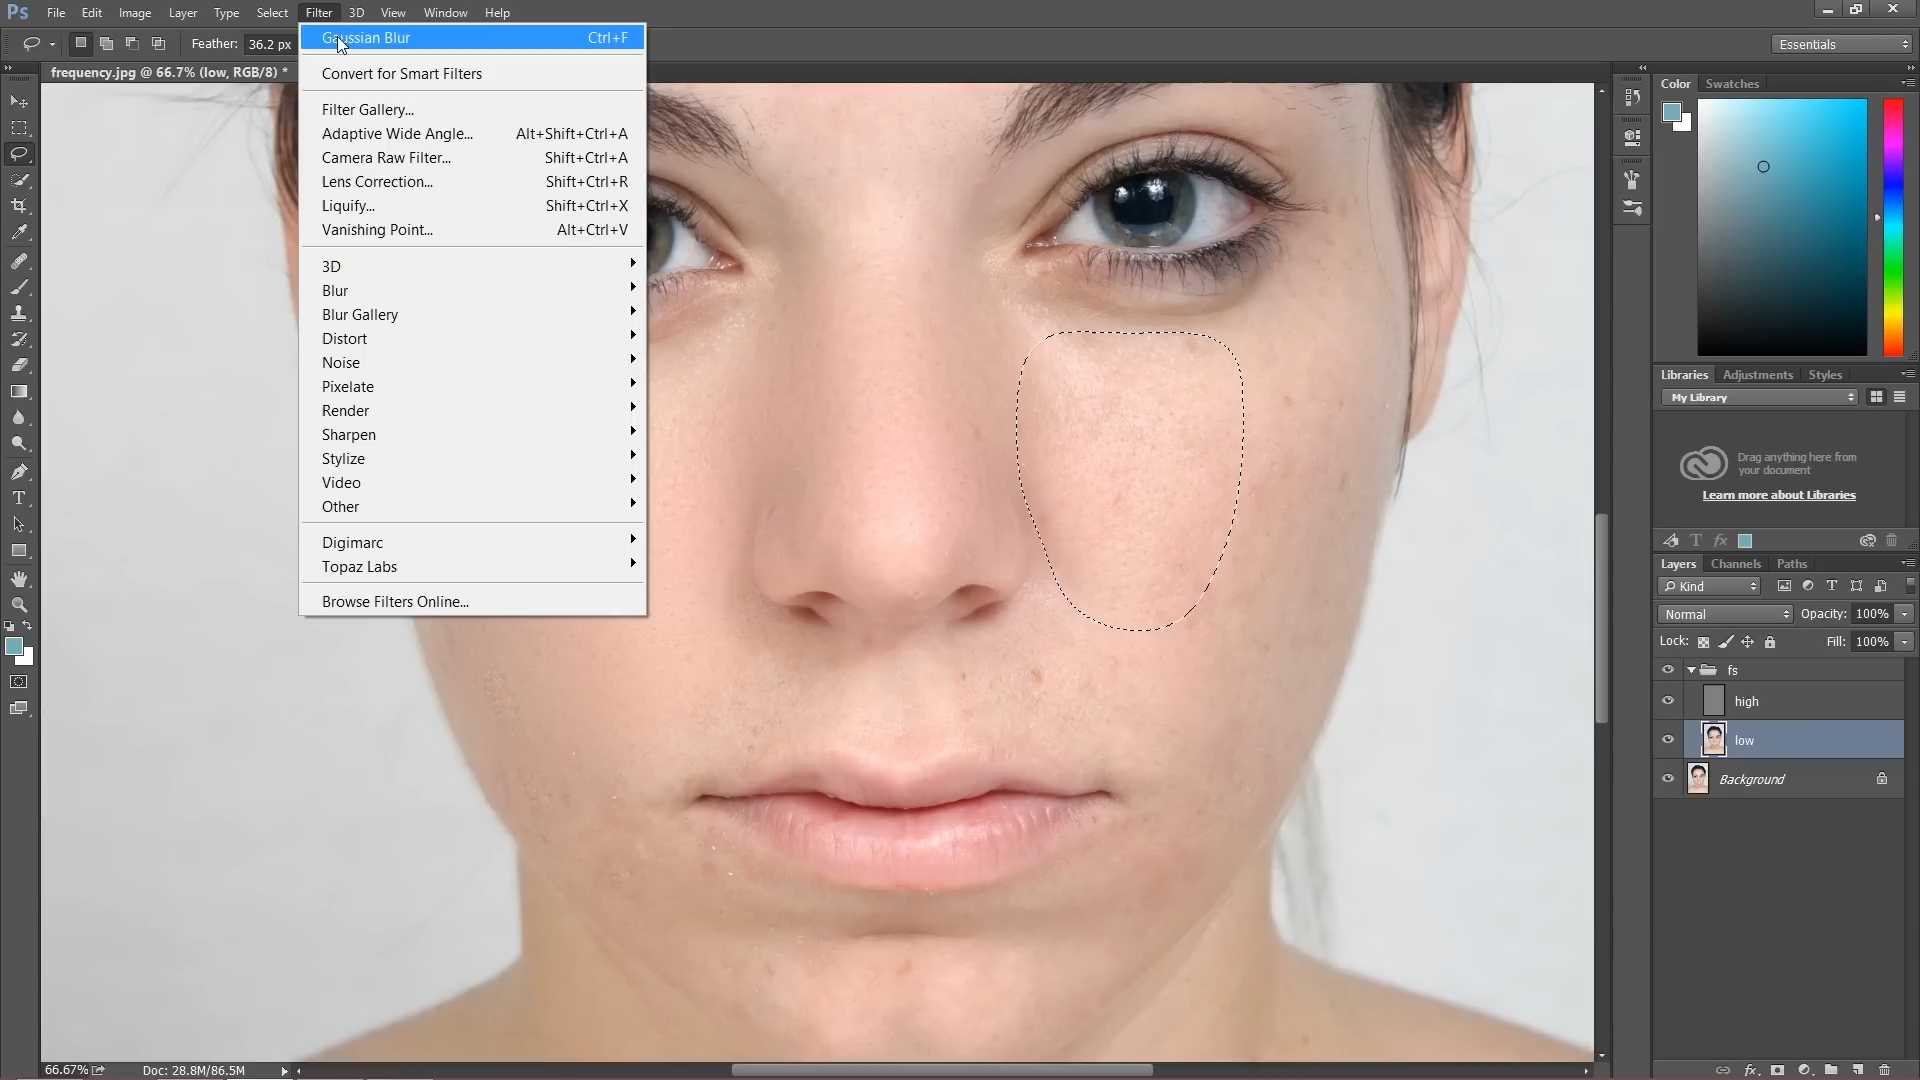 Ps File Edit Image Layer Type Select Filter 3D View Window Help
Feather: 36.2 px
Essentials
frequency.jpg @ 66.7% (low, RGB/8) *
Gaussian Blur Ctrl+F
Convert for Smart Filters
Filter Gallery...
Adaptive Wide Angle... Alt+Shift+Ctrl+A
Camera Raw Filter... Shift+Ctrl+A
Lens Correction... Shift+Ctrl+R
Liquify... Shift+Ctrl+X
Vanishing Point... Alt+Ctrl+V
3D
Blur
Blur Gallery
Distort
Noise
Pixelate
Render
Sharpen
Stylize
Video
Other
Digimarc
Topaz Labs
Browse Filters Online...
Color Swatches
Libraries Adjustments Styles
My Library
Drag anything here from
your document
Learn more about Libraries
T fx
Layers Channels Paths
Kind T
Normal Opacity: 100%
Lock: Fill: 100%
fs
high
low
Background
T
66.67% Doc: 28.8M/86.5M
fx